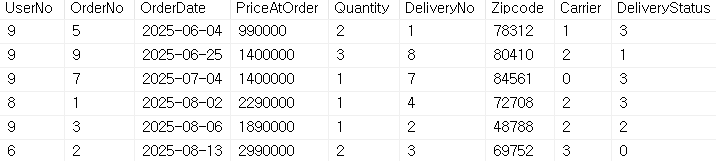 UserNo OrderNo OrderDate PriceAtOrder Quantity DeliveryNo Zipcode Carrier DeliveryStatus
9 5 2025-06-04 990000 2 1 78312 1 3
9 9 2025-06-25 1400000 3 8 80410 2 1
9 7 2025-07-04 1400000 1 7 84561 0 3
8 1 2025-08-02 2290000 1 4 72708 2 3
9 3 2025-08-06 1890000 1 2 48788 2 2
6 2 2025-08-13 2990000 2 3 69752 3 0